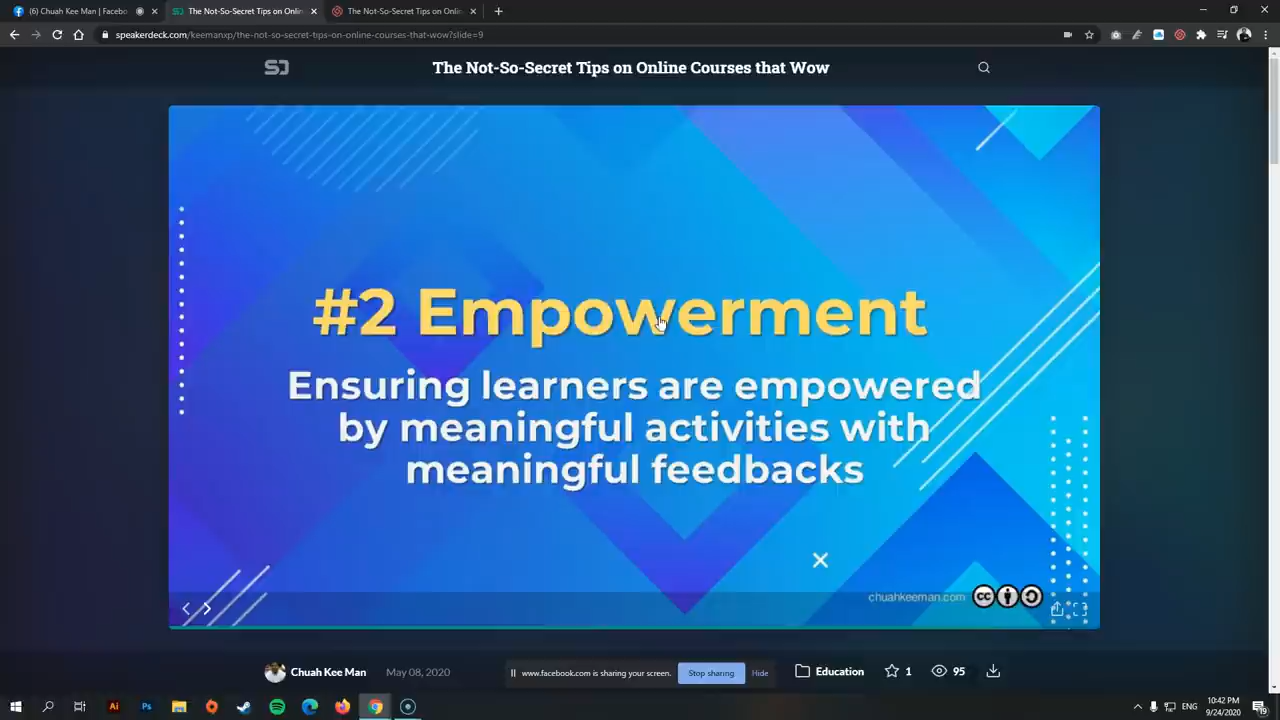 (6) Chuah Kee Man | Facebo
The Not-So-Secret Tips on Onlin
The Not-So-Secret Tips on Onlin
speakerdeck.com/keemanxp/the-not-so-secret-tips-on-online-courses-that-wow?slide=9
The Not-So-Secret Tips on Online Courses that Wow
#2 Empowerment
Ensuring learners are empowered
by meaningful activities with
meaningful feedbacks
chuahkeeman.com
cc
Chuah Kee Man
May 08, 2020
www.facebook.com is sharing your screen.
Stop sharing
Hide
Education
1
95
Ai
Ps
ENG
10:42 PM
9/24/2020